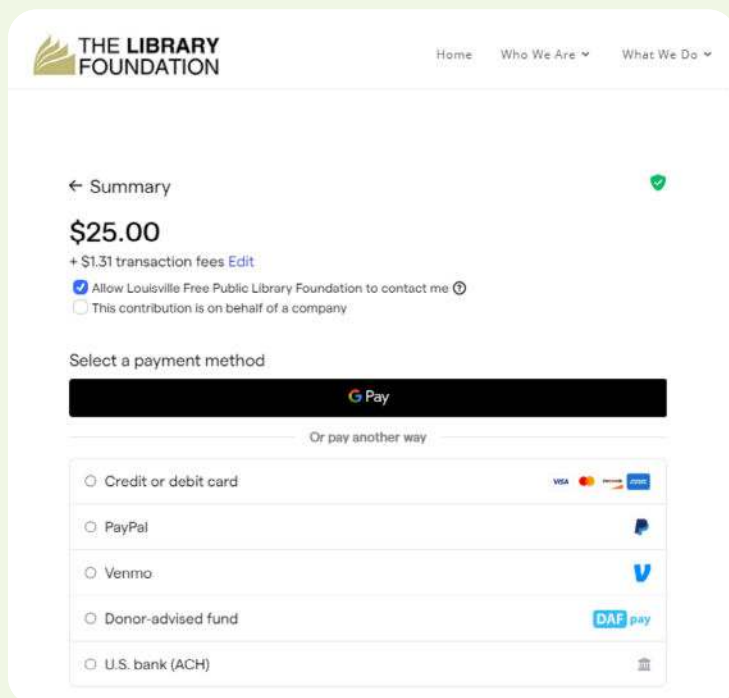 THE LIBRARY
FOUNDATION
Home Who We Are What We Do
Summary
$25.00
+ $1.31 transaction fees Edit
Allow Louisville Free Public Library Foundation to contact me ?
This contribution is on behalf of a company
Select a payment method
G Pay
Or pay another way
Credit or debit card VISA
PayPal
Venmo
Donor-advised fund DAF pay
U.S. bank (ACH)